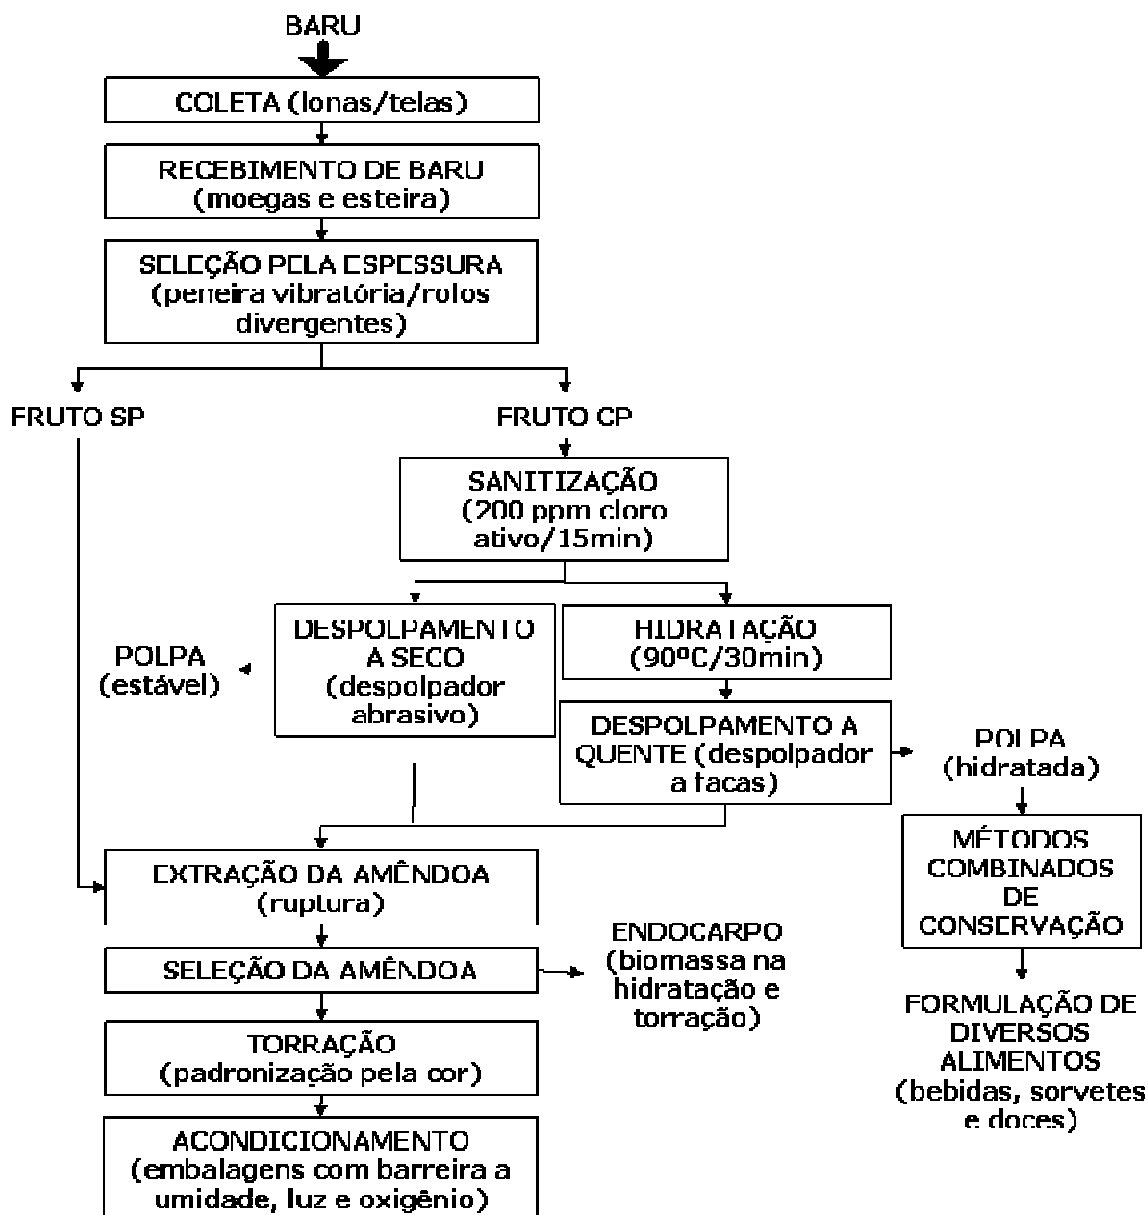 BARU
COLETA (lonas/telas)
RECEBIMENTO DE BARU
(moegas e esteira)
SELEÇÃO PELA ESPESSURA
(peneira vibratória/rolos
divergentes)
FRUTO SP
FRUTO CP
SANITIZAÇÃO
(200 ppm cloro
ativo/15min)
DESPOLPAMENTO
A SECO
(despolpador
abrasivo)
HIDRATAÇÃO
(90ºC/30min)
POLPA
(estável)
DESPOLPAMENTO A
QUENTE (despolpador
a facas)
POLPA
(hidratada)
MÉTODOS
COMBINADOS
DE
CONSERVAÇÃO
EXTRAÇÃO DA AMÊNDOA
(ruptura)
SELEÇÃO DA AMÊNDOA
ENDOCARPO
(biomassa na
hidratação e
torração)
FORMULAÇÃO DE
DIVERSOS
ALIMENTOS
(bebidas, sorvetes
e doces)
TORRAÇÃO
(padronização pela cor)
ACONDICIONAMENTO
(embalagens com barreira a
umidade, luz e oxigênio)